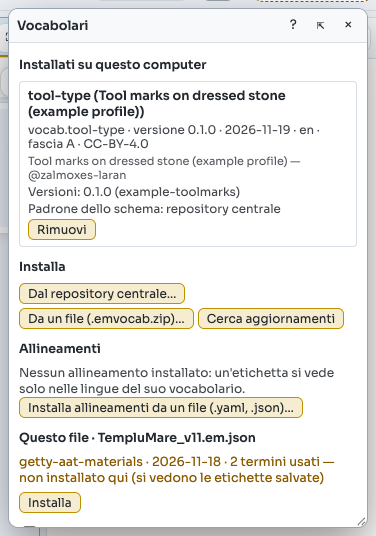 Vocabolari
?
×
Installati su questo computer
tool-type (Tool marks on dressed stone
(example profile))
vocab.tool-type · versione 0.1.0 · 2026-11-19 · en ·
fascia A · CC-BY-4.0
Tool marks on dressed stone (example profile) —
@zalmoxes-laran
Versioni: 0.1.0 (example-toolmarks)
Padrone dello schema: repository centrale
Rimuovi
Installa
Dal repository centrale...
Da un file (.emvocab.zip)... Cerca aggiornamenti
Allineamenti
Nessun allineamento installato: un'etichetta si vede
solo nelle lingue del suo vocabolario.
Installa allineamenti da un file (.yaml, .json)...
Questo file · TempluMare_v11.em.json
getty-aat-materials · 2026-11-18 · 2 termini usati —
non installato qui (si vedono le etichette salvate)
Installa